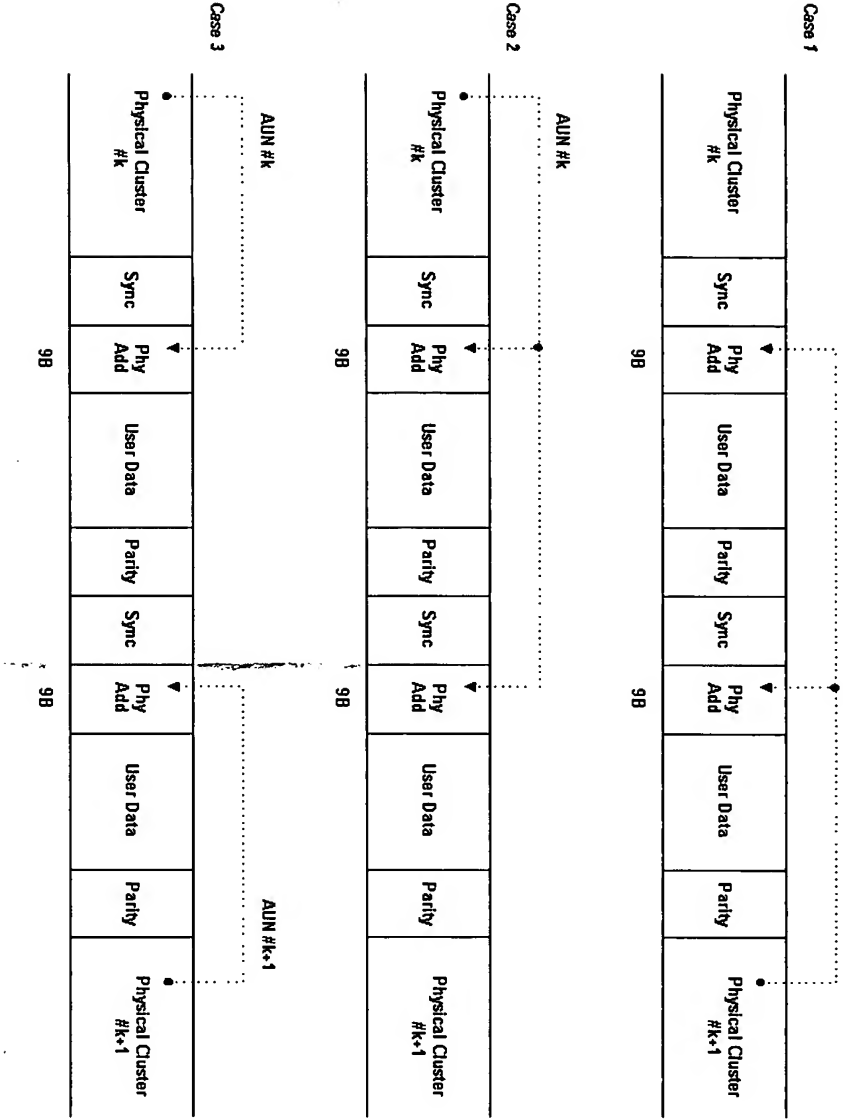 Case 1
Physical Cluster
#k
Sync
Phy
Add
User Data
Parity
Sync
Phy
Add
User Data
Parity
Physical Cluster
#k+1
9B
9B
Case 2
AUN #k
Physical Cluster
#k
Sync
Phy
Add
User Data
Parity
Sync
Phy
Add
User Data
Parity
Physical Cluster
#k+1
9B
9B
Case 3
AUN #k
AUN #k+1
Physical Cluster
#k
Sync
Phy
Add
User Data
Parity
Sync
Phy
Add
User Data
Parity
Physical Cluster
#k+1
9B
9B